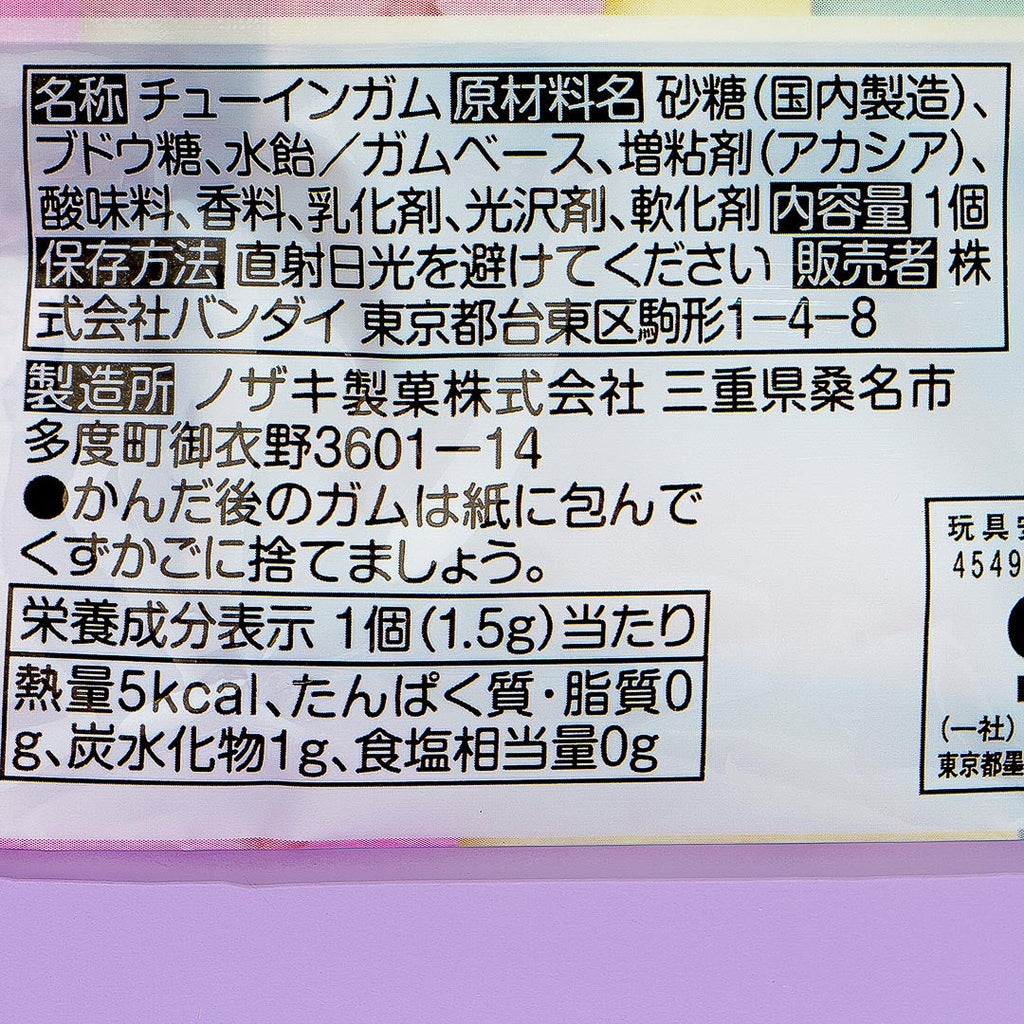 名称 チューインガム 原材料名 砂糖(国内製造)、
ブドウ糖、水飴／ガムベース、増粘剤(アカシア)、
酸味料、香料、乳化剤、光沢剤、軟化剤 内容量 1個
保存方法 直射日光を避けてください 販売者 株
式会社バンダイ 東京都台東区駒形1－4－8
製造所 ノザキ製菓株式会社 三重県桑名市
多度町御衣野3601－14
●かんだ後のガムは紙に包んで
くずかごに捨てましょう。
栄養成分表示 1個(1.5g)当たり
熱量5kcal、たんぱく質・脂質0
g、炭水化物1g、食塩相当量0g
玩具
4549
(一社)
東京都墨